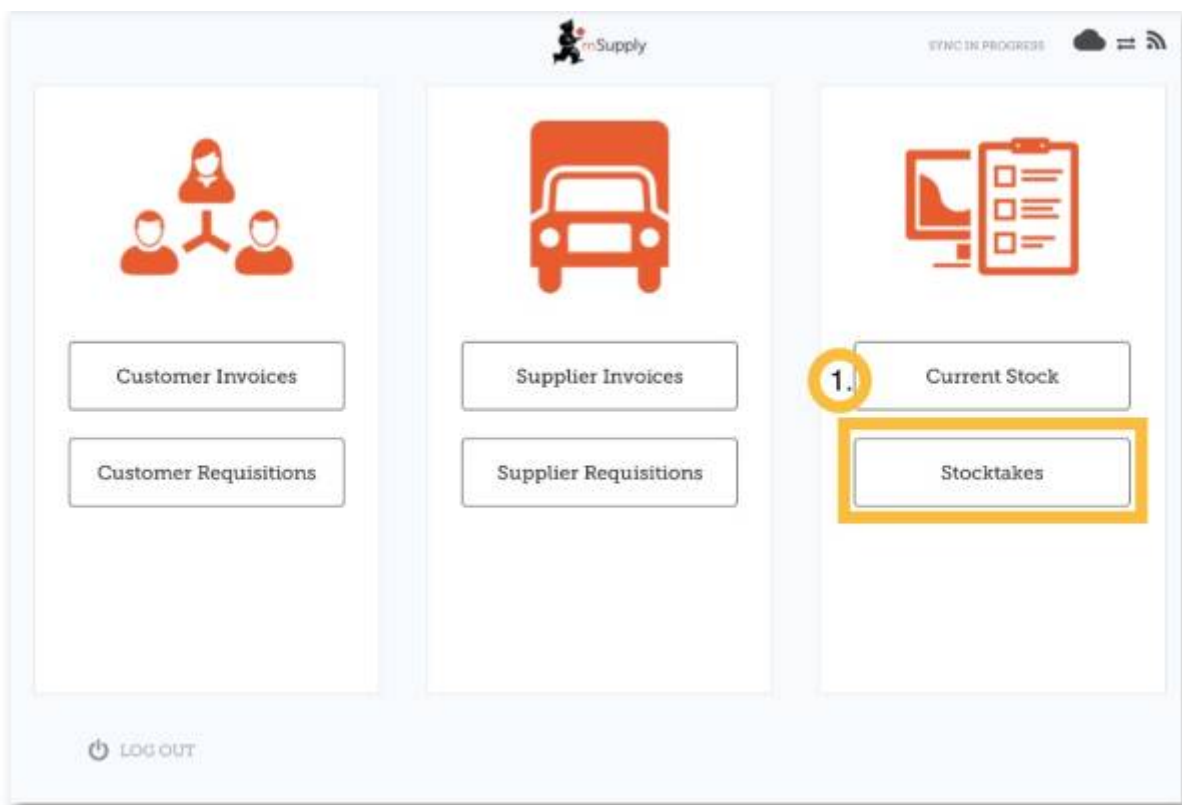 mSupply
SYNC IN PROGRESS
Customer Invoices
Supplier Invoices
1.
Current Stock
Customer Requisitions
Supplier Requisitions
Stocktakes
LOG OUT